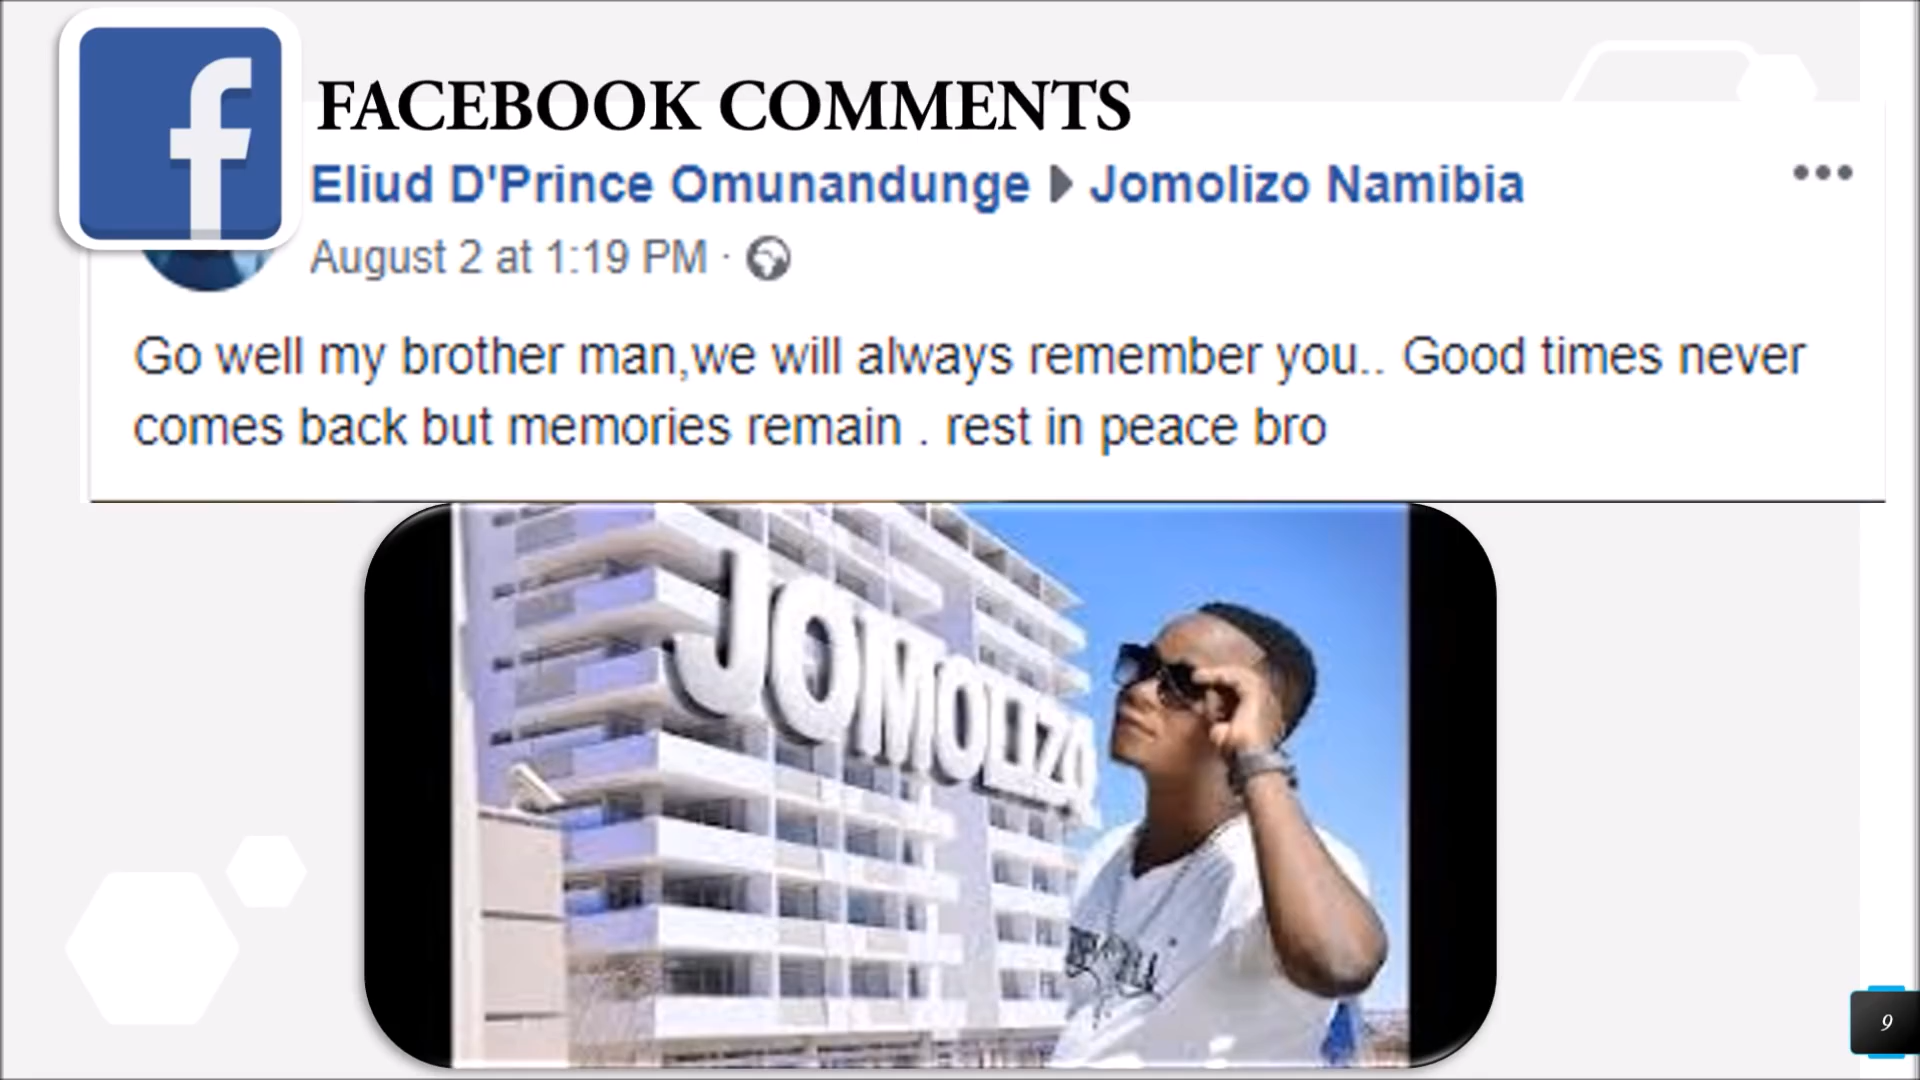 FACEBOOK COMMENTS
Eliud D'Prince Omunandunge ▶ Jomolizo Namibia
August 2 at 1:19 PM ·
Go well my brother man,we will always remember you.. Good times never
comes back but memories remain . rest in peace bro
JOMOLIZO
9